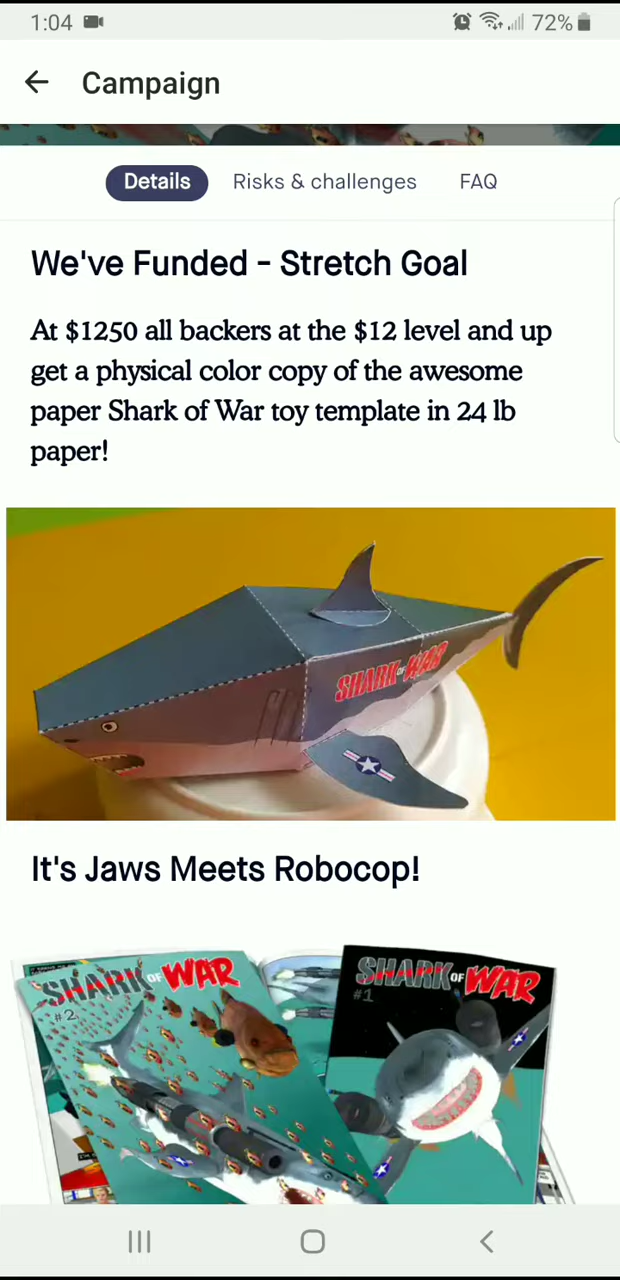 1:04
72%
Campaign
Details
Risks & challenges
FAQ
We've Funded - Stretch Goal
At $1250 all backers at the $12 level and up
get a physical color copy of the awesome
paper Shark of War toy template in 24 lb
paper!
SHARK OF WAR
It's Jaws Meets Robocop!
SHARK OF WAR
#2
SHARK OF WAR
#1